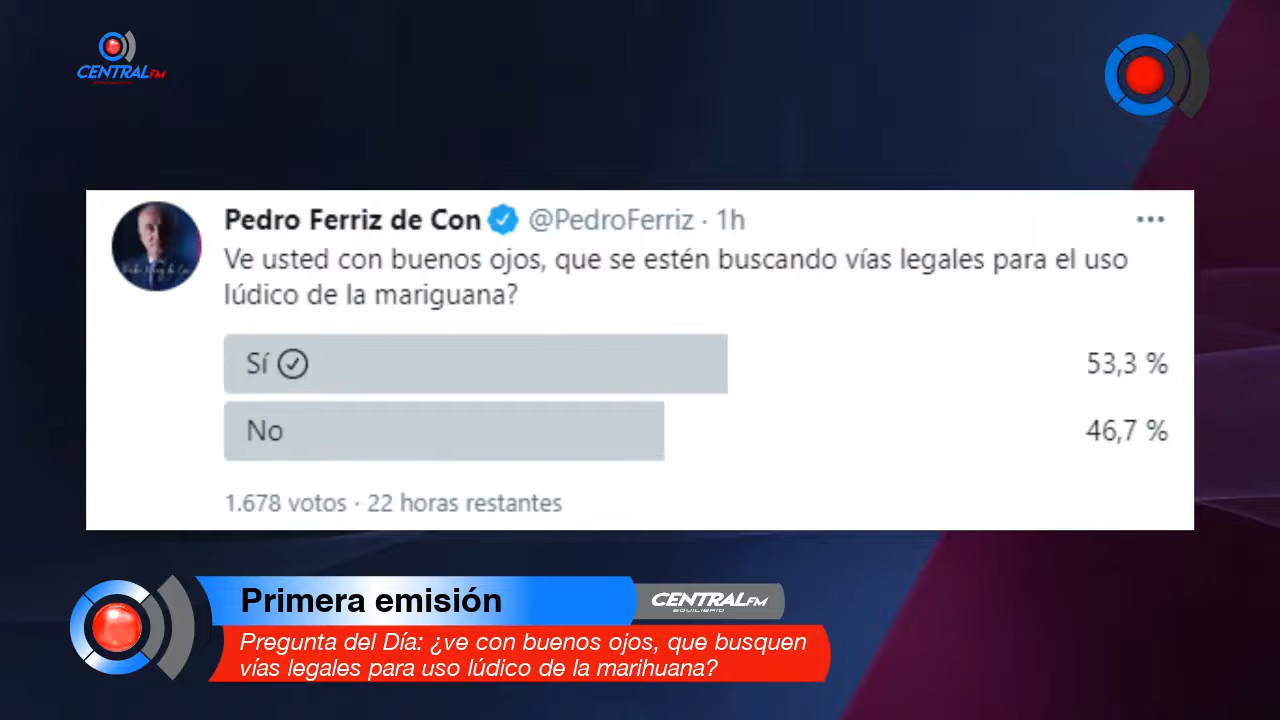 CENTRAL FM
Pedro Ferriz de Con @PedroFerriz · 1h
Ve usted con buenos ojos, que se estén buscando vías legales para el uso
lúdico de la mariguana?
Sí 53,3 %
No 46,7 %
1.678 votos · 22 horas restantes
Primera emisión
CENTRAL FM
EQUILIBRIO
Pregunta del Día: ¿ve con buenos ojos, que busquen
vías legales para uso lúdico de la marihuana?